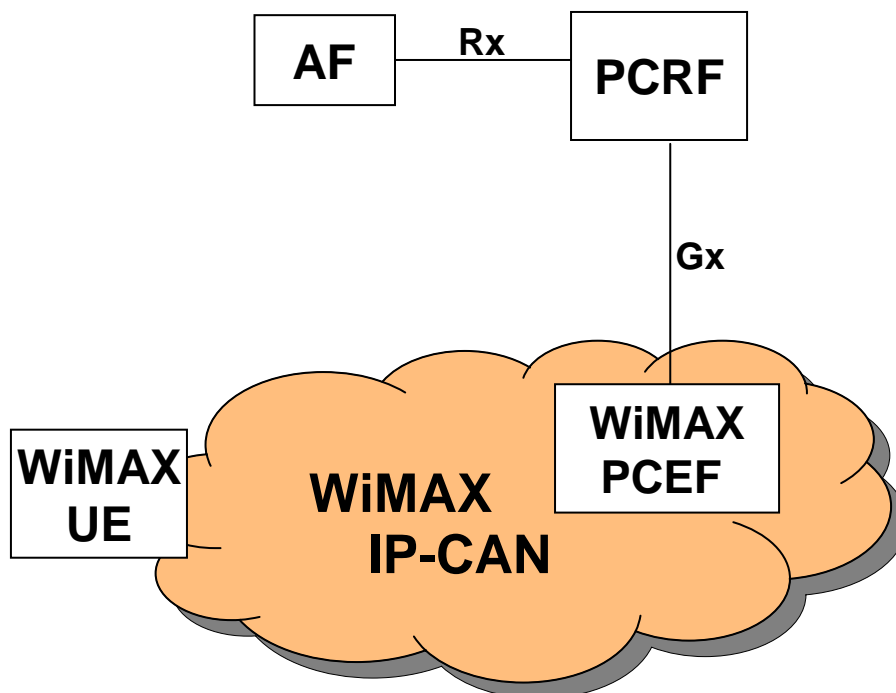 AF
Rx
PCRF
Gx
WiMAX
PCEF
WiMAX
UE
WiMAX
IP-CAN